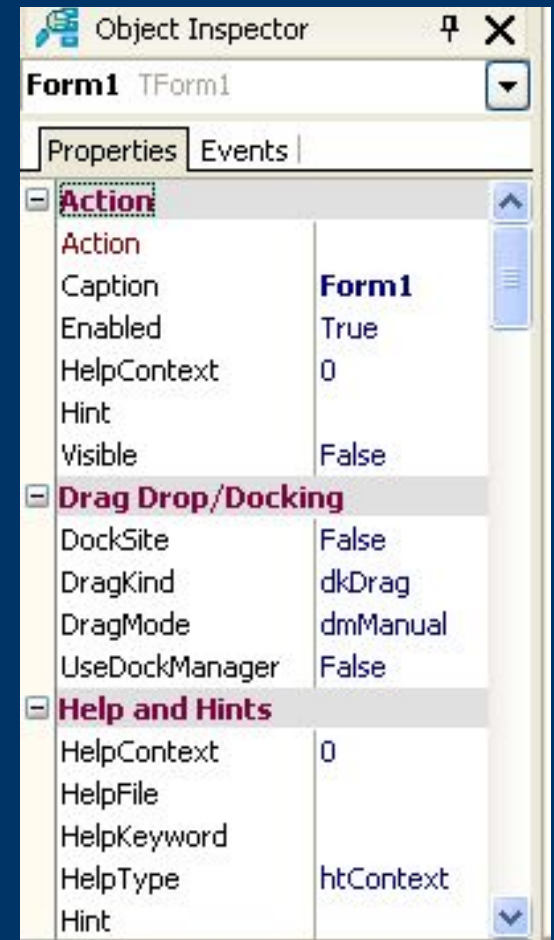 Object Inspector
Form1 TForm1
Properties Events
Action
Action
Caption Form1
Enabled True
HelpContext 0
Hint
Visible False
Drag Drop/Docking
DockSite False
DragKind dkDrag
DragMode dmManual
UseDockManager False
Help and Hints
HelpContext 0
HelpFile
HelpKeyword
HelpType htContext
Hint